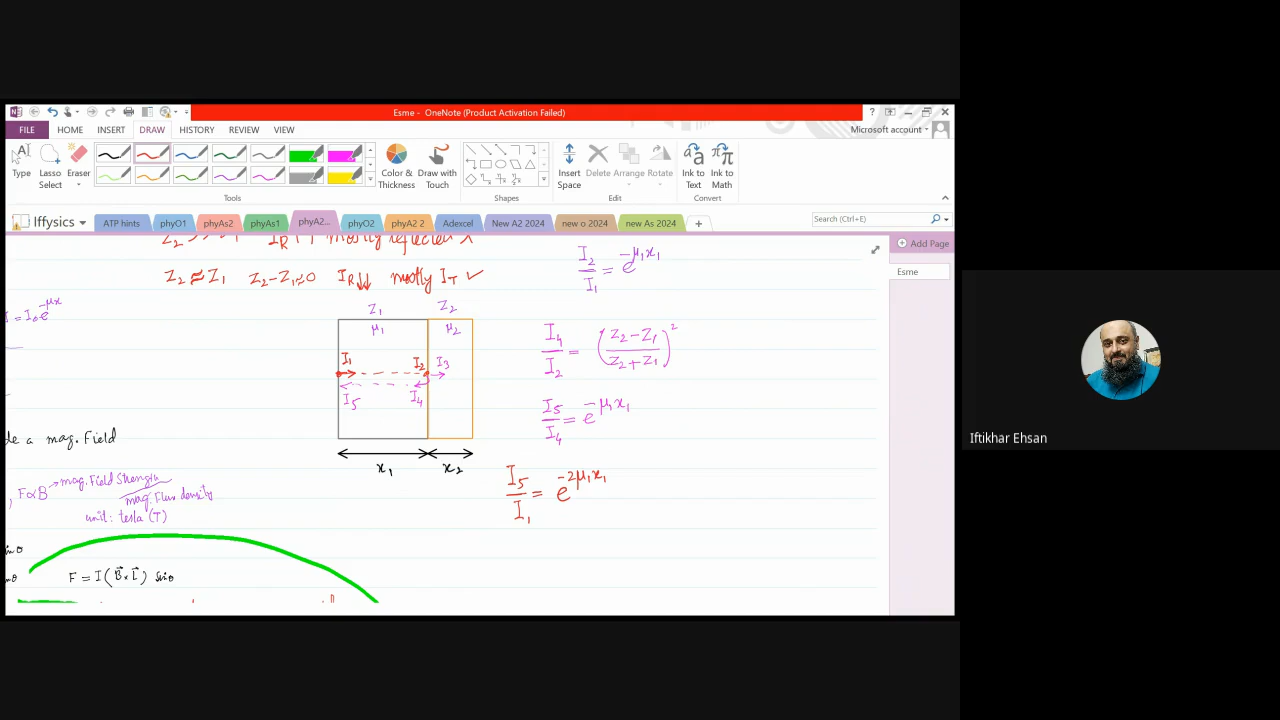 Esme - OneNote (Product Activation Failed)
FILE HOME INSERT DRAW HISTORY REVIEW VIEW
Microsoft account
Type Lasso Select Eraser Color & Thickness Draw with Touch Insert Space Delete Arrange Rotate Ink to Text Ink to Math
Tools Shapes Edit Convert
Iffysics ATP hints phyO1 phyAs2 phyAs1 phyA2... phyO2 phyA2 2 Adexcel New A2 2024 new o 2024 new As 2024 + Search (Ctrl+E)
Add Page
Esme
I_R mostly reflected X
Z₂ ≈ Z₁ Z₂-Z₁≈0 I_R↓↓ mostly I_T ✓
I₂/I₁ = e^(-μ₁x₁)
I = I₀e^(-μx)
Z₁ Z₂
μ₁ μ₂
I₁ I₂ I₃
I₅ I₄
x₁ x₂
I₄/I₂ = ((Z₂-Z₁)/(Z₂+Z₁))²
I₅/I₄ = e^(-μ₁x₁)
I₅/I₁ = e^(-2μ₁x₁)
de a mag. Field
, F∝B → mag. Field Strength
mag. Flux density
unit: tesla (T)
F = I(B⃗×L⃗) Sinθ
Iftikhar Ehsan